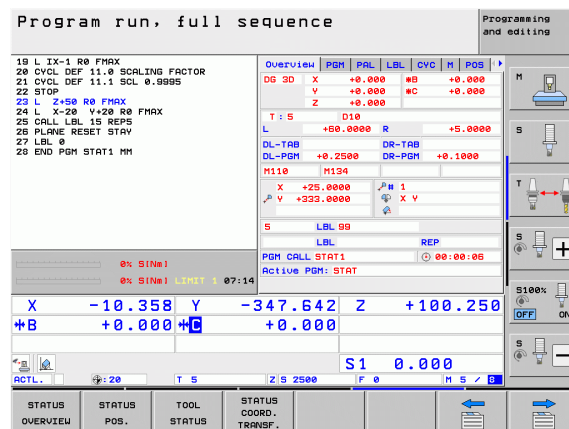 Program run, full sequence
Programming
and editing
19 L IX-1 R0 FMAX
20 CYCL DEF 11.0 SCALING FACTOR
21 CYCL DEF 11.1 SCL 0.9995
22 STOP
23 L Z+50 R0 FMAX
24 L X-20 Y+20 R0 FMAX
25 CALL LBL 15 REP5
26 PLANE RESET STAY
27 LBL 0
28 END PGM STAT1 MM
Overview PGM PAL LBL CYC M POS
DG 3D X +0.000 *B +0.000
Y +0.000 *C +0.000
Z +0.000
T : 5 D10
L +60.0000 R +5.0000
DL-TAB DR-TAB
DL-PGM +0.2500 DR-PGM +0.1000
M110 M134
X +25.0000 # 1
Y +333.0000 X Y
5 LBL 99
LBL REP
PGM CALL STAT1 00:00:06
Active PGM: STAT
0% S[Nm]
0% S[Nm] LIMIT 1 07:14
X -10.358 Y -347.642 Z +100.250
B +0.000 C +0.000
S1 0.000
ACTL. : 20 T 5 Z S 2500 F 0 M 5 / 8
M
S
T
S
S100%
OFF ON
S
STATUS
OVERVIEW
STATUS
POS.
TOOL
STATUS
STATUS
COORD.
TRANSF.